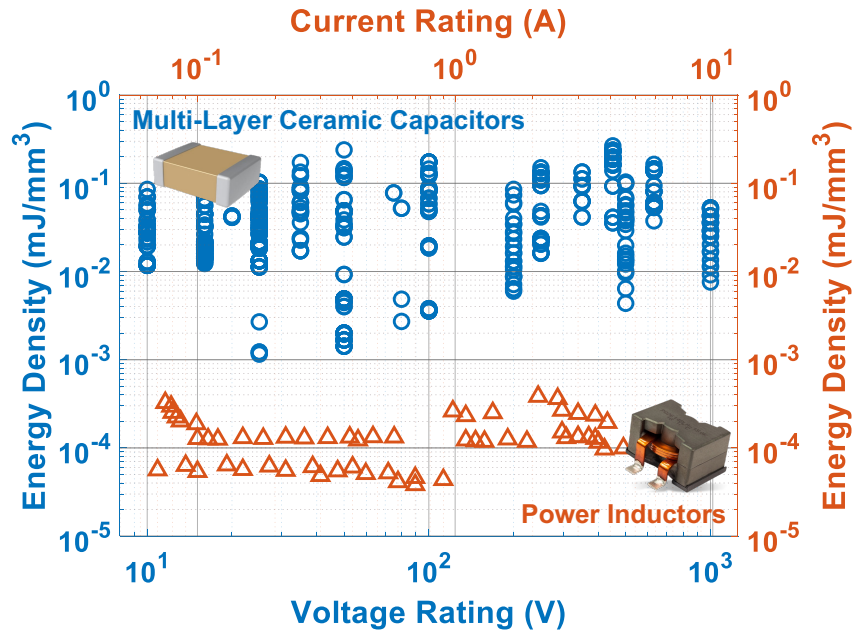 Current Rating (A)
10^-1 10^0 10^1
10^0 10^0
Multi-Layer Ceramic Capacitors
10^-1 10^-1
10^-2 10^-2
10^-3 10^-3
10^-4 10^-4
Power Inductors
10^-5 10^-5
Energy Density (mJ/mm^3)
Energy Density (mJ/mm^3)
10^1 10^2 10^3
Voltage Rating (V)